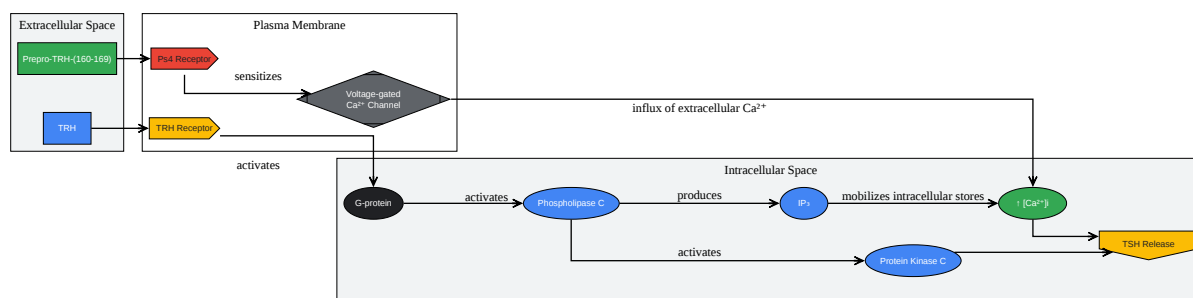 Extracellular Space
Plasma Membrane
Prepro-TRH-(160-169)
Ps4 Receptor
sensitizes
Voltage-gated
Ca²⁺ Channel
influx of extracellular Ca²⁺
TRH
TRH Receptor
activates
Intracellular Space
G-protein
activates
Phospholipase C
produces
IP₃
mobilizes intracellular stores
↑ [Ca²⁺]i
TSH Release
activates
Protein Kinase C